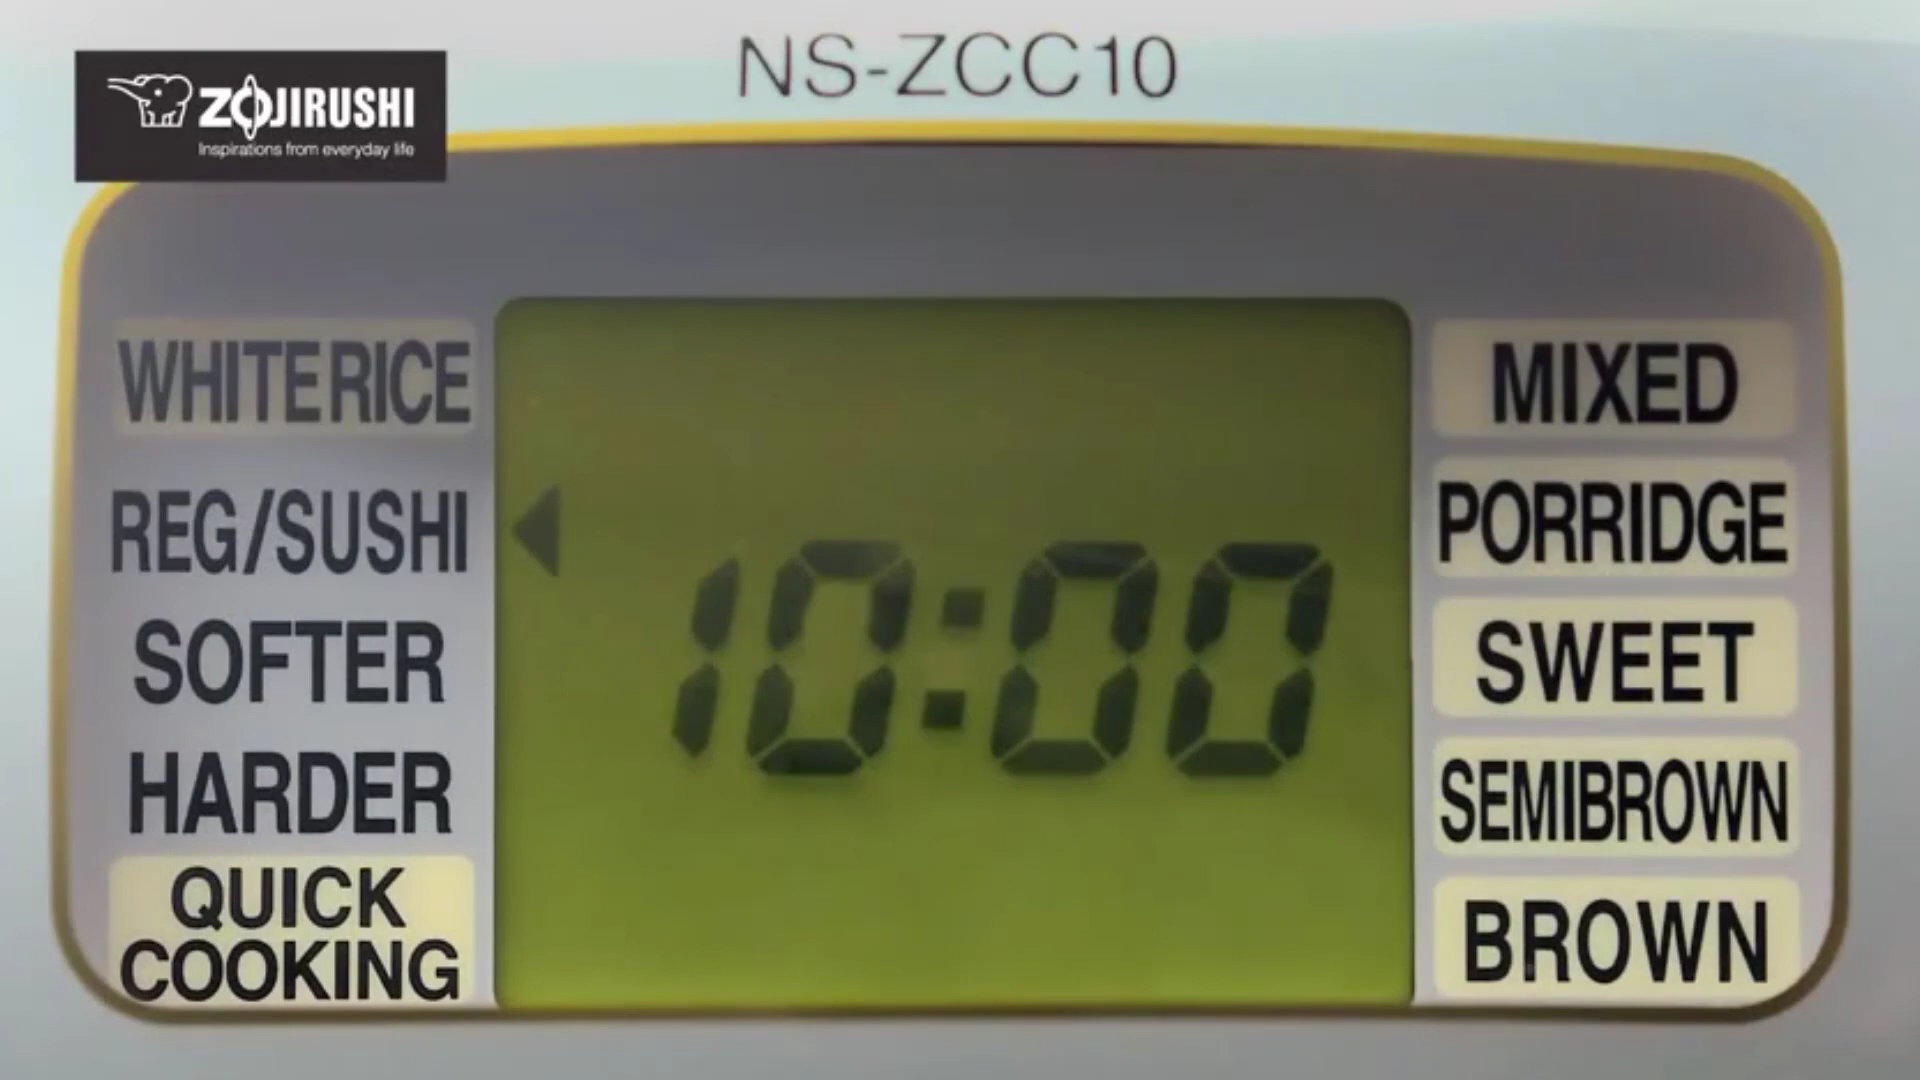 NS-ZCC10
ZOJIRUSHI
Inspirations from everyday life
WHITE RICE
REG/SUSHI
SOFTER
HARDER
QUICK
COOKING
10:00
MIXED
PORRIDGE
SWEET
SEMIBROWN
BROWN